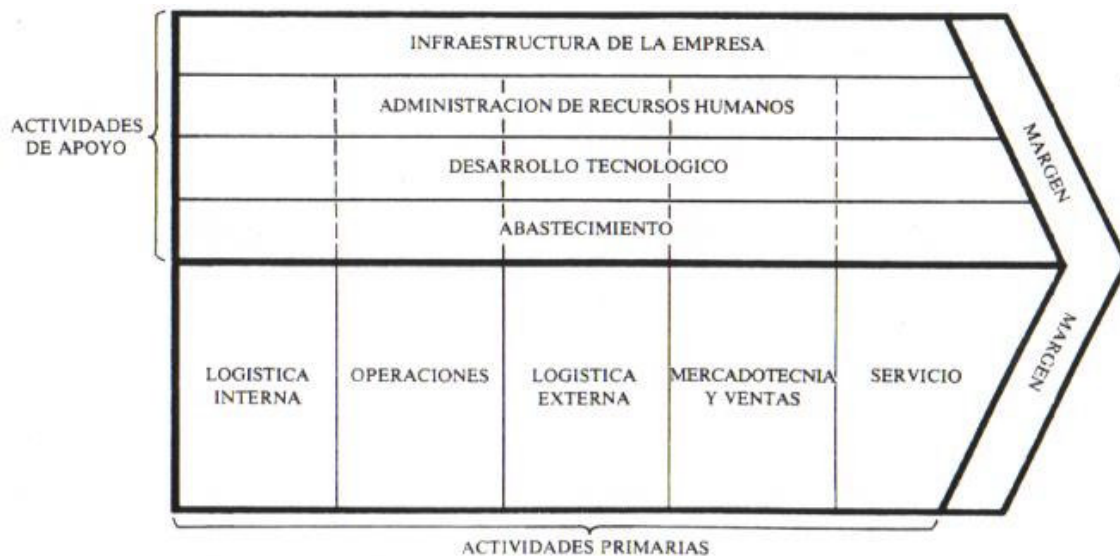 INFRAESTRUCTURA DE LA EMPRESA
ADMINISTRACION DE RECURSOS HUMANOS
ACTIVIDADES
DE APOYO
DESARROLLO TECNOLOGICO
ABASTECIMIENTO
MARGEN
LOGISTICA
INTERNA
OPERACIONES
LOGISTICA
EXTERNA
MERCADOTECNIA
Y VENTAS
SERVICIO
MARGEN
ACTIVIDADES PRIMARIAS